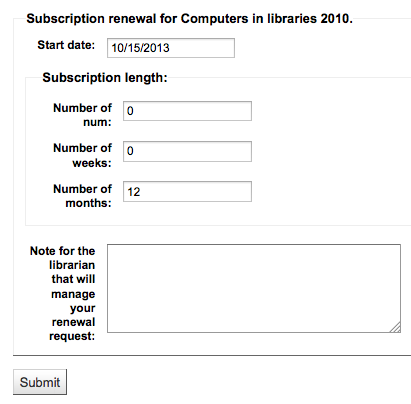 Subscription renewal for Computers in libraries 2010.
Start date: 10/15/2013
Subscription length:
Number of
num: 0
Number of
weeks: 0
Number of
months: 12
Note for the
librarian
that will
manage
your
renewal
request:
Submit